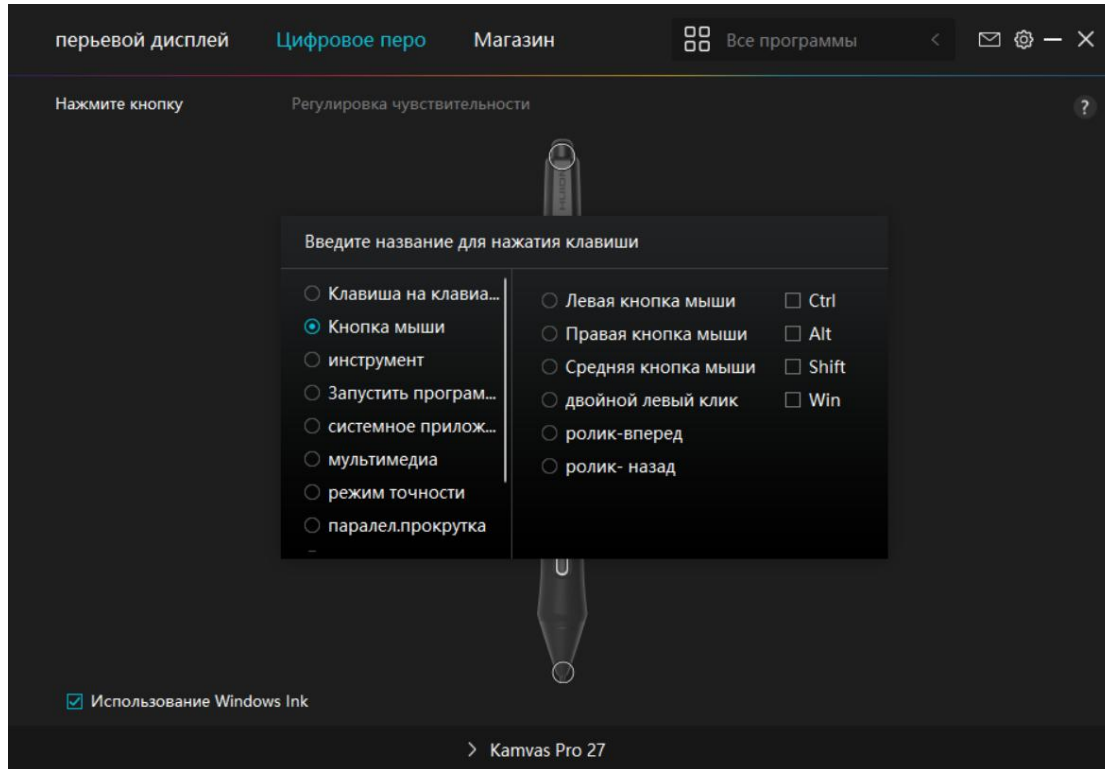 перьевой дисплей Цифровое перо Магазин Все программы
Нажмите кнопку Регулировка чувствительности ?
HUION
Введите название для нажатия клавиши
Клавиша на клавиа...
Кнопка мыши
инструмент
Запустить програм...
системное прилож...
мультимедиа
режим точности
паралел.прокрутка
Левая кнопка мыши Ctrl
Правая кнопка мыши Alt
Средняя кнопка мыши Shift
двойной левый клик Win
ролик-вперед
ролик- назад
Использование Windows Ink
Kamvas Pro 27